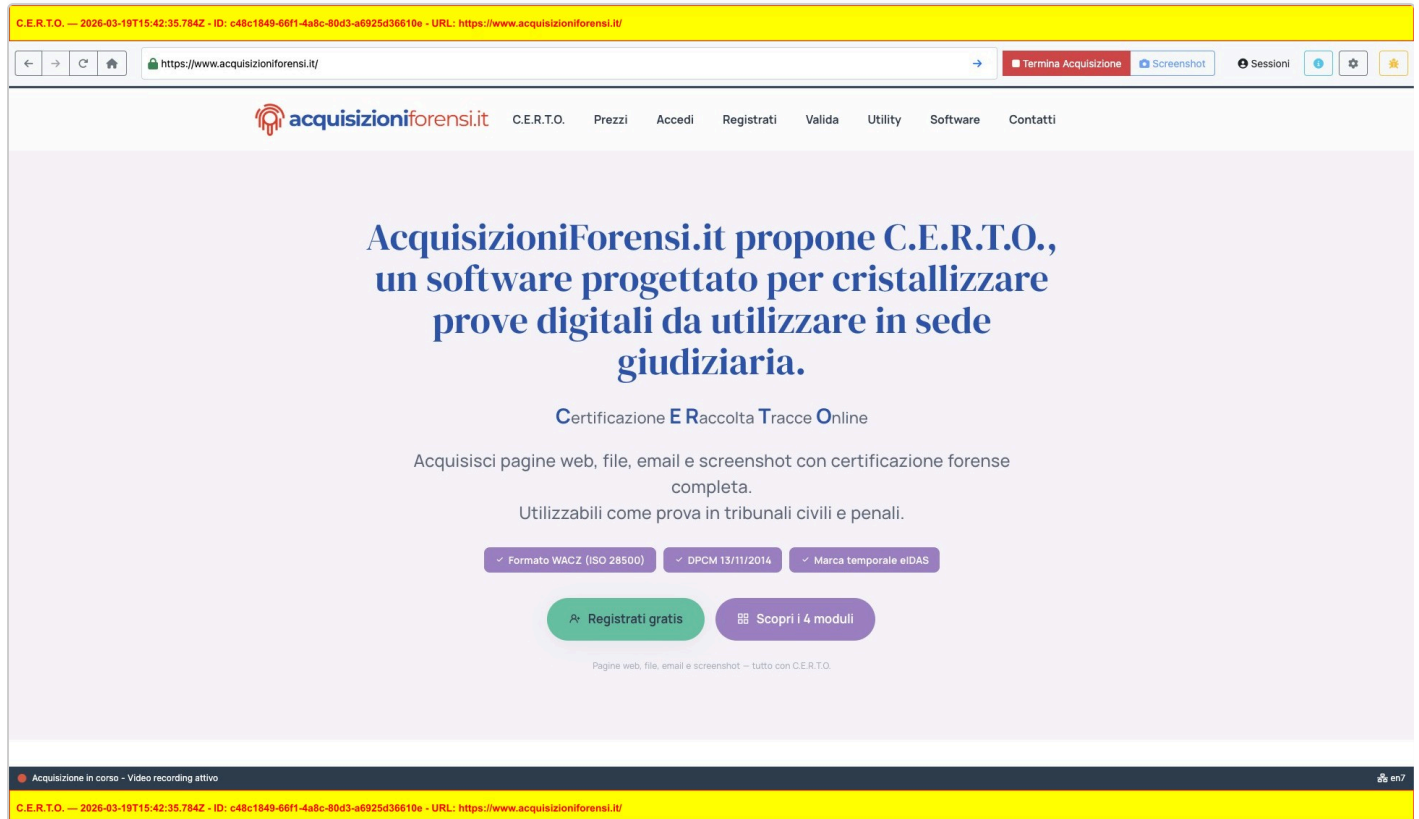 C.E.R.T.O. — 2026-03-19T15:42:35.784Z - ID: c48c1849-66f1-4a8c-80d3-a6925d36610e - URL: https://www.acquisizioniforensi.it/
https://www.acquisizioniforensi.it/
Termina Acquisizione
Screenshot
Sessioni
acquisizioniforensi.it
C.E.R.T.O.
Prezzi
Accedi
Registrati
Valida
Utility
Software
Contatti
AcquisizioniForensi.it propone C.E.R.T.O.,
un software progettato per cristallizzare
prove digitali da utilizzare in sede
giudiziaria.
Certificazione E Raccolta Tracce Online
Acquisisci pagine web, file, email e screenshot con certificazione forense
completa.
Utilizzabili come prova in tribunali civili e penali.
✓ Formato WACZ (ISO 28500)
✓ DPCM 13/11/2014
✓ Marca temporale eIDAS
Registrati gratis
Scopri i 4 moduli
Pagine web, file, email e screenshot — tutto con C.E.R.T.O.
Acquisizione in corso - Video recording attivo
en7
C.E.R.T.O. — 2026-03-19T15:42:35.784Z - ID: c48c1849-66f1-4a8c-80d3-a6925d36610e - URL: https://www.acquisizioniforensi.it/